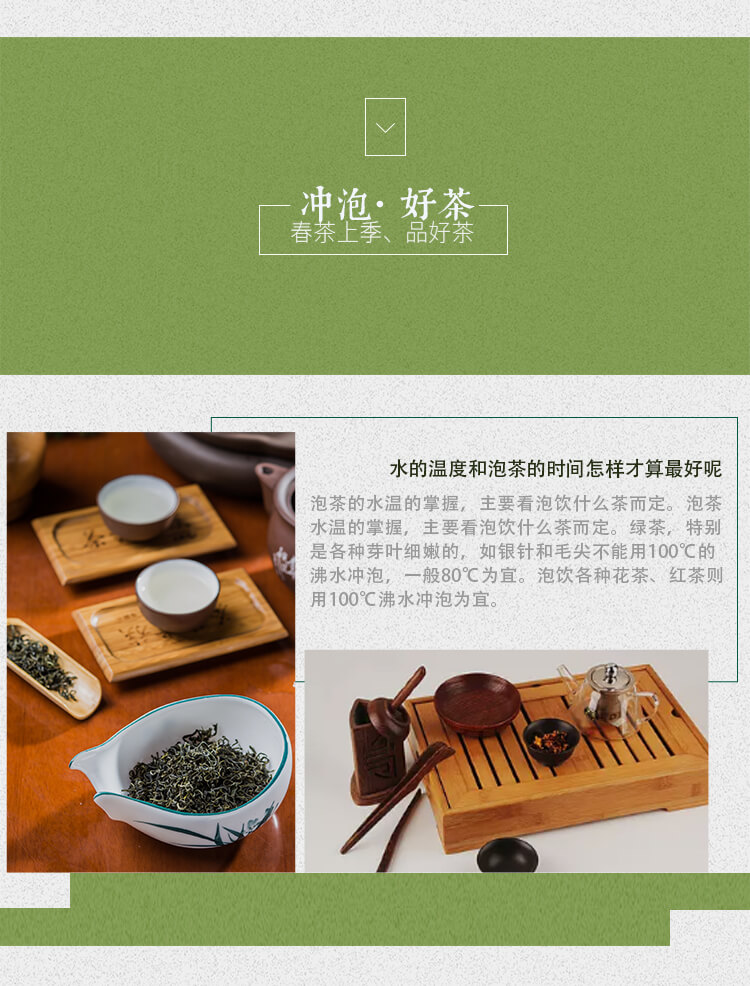 冲泡·好茶
春茶上季、品好茶
水的温度和泡茶的时间怎样才算最好呢
泡茶的水温的掌握，主要看泡饮什么茶而定。泡茶
水温的掌握，主要看泡饮什么茶而定。绿茶，特别
是各种芽叶细嫩的，如银针和毛尖不能用100℃的
沸水冲泡，一般80℃为宜。泡饮各种花茶、红茶则
用100℃沸水冲泡为宜。